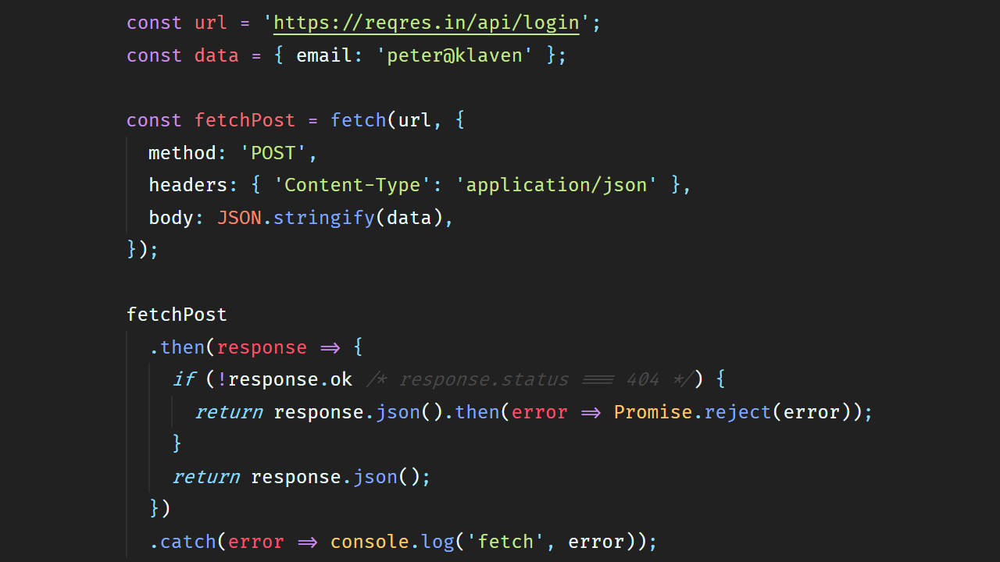 const url = 'https://reqres.in/api/login';
const data = { email: 'peter@klaven' };
const fetchPost = fetch(url, {
method: 'POST',
headers: { 'Content-Type': 'application/json' },
body: JSON.stringify(data),
});
fetchPost
.then(response => {
if (!response.ok /* response.status === 404 */) {
return response.json().then(error => Promise.reject(error));
}
return response.json();
})
.catch(error => console.log('fetch', error));